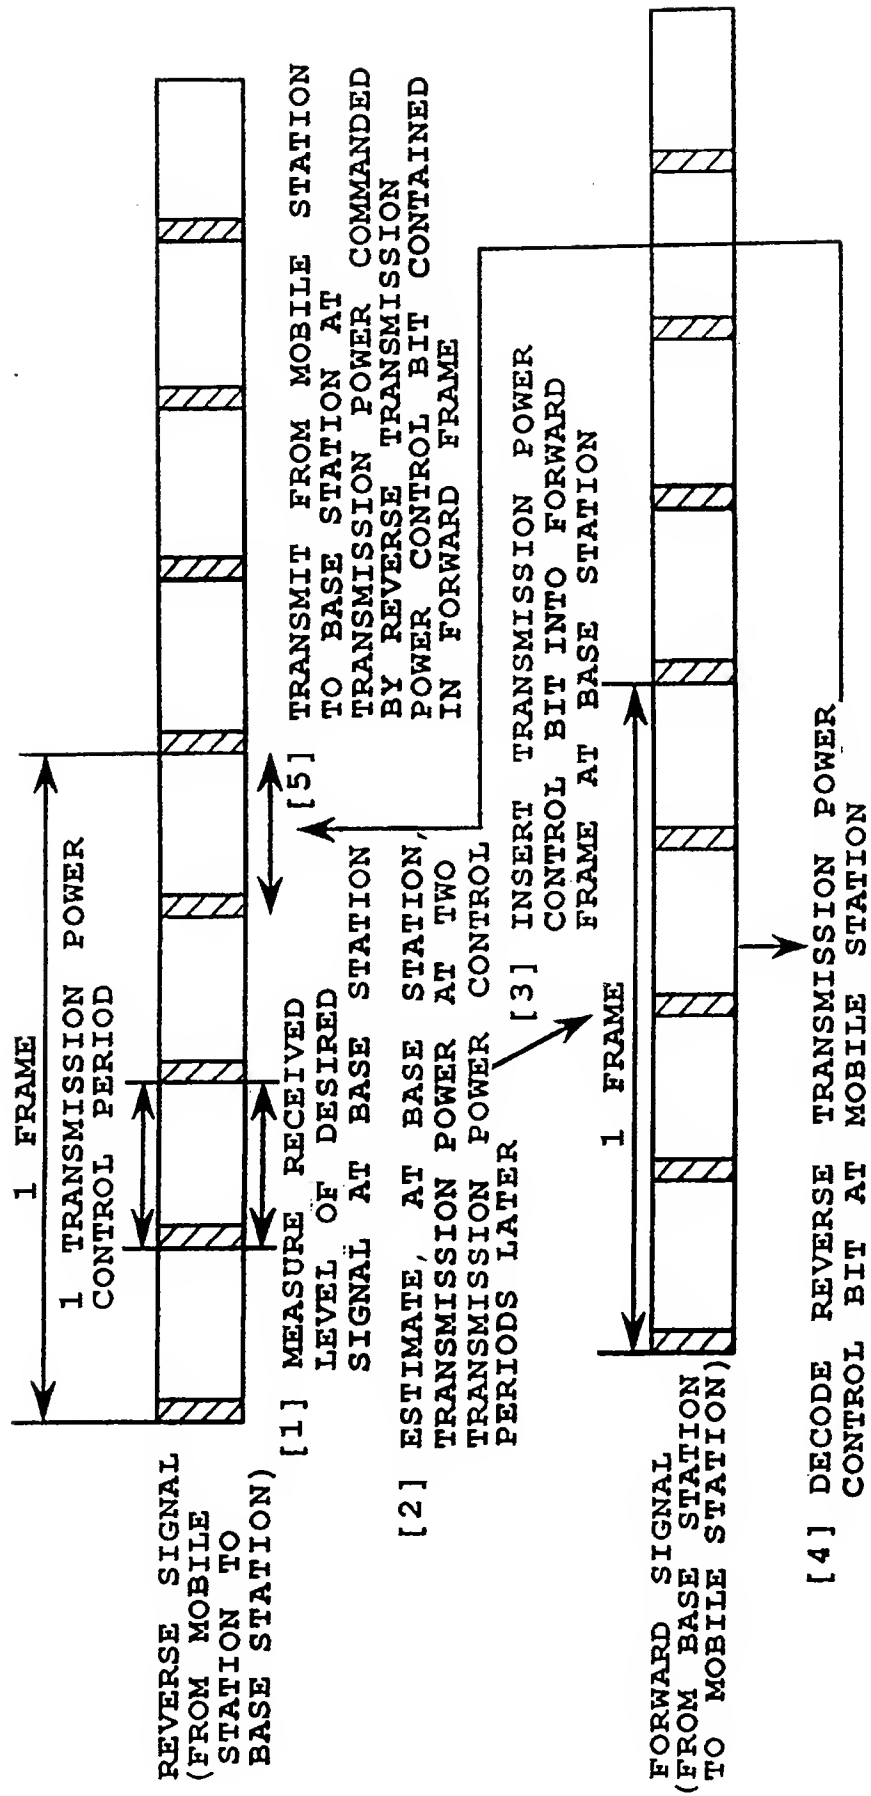 1 FRAME
1 TRANSMISSION POWER
CONTROL PERIOD
REVERSE SIGNAL
(FROM MOBILE
STATION TO
BASE STATION)
[1] MEASURE RECEIVED
LEVEL OF DESIRED
SIGNAL AT BASE STATION
[2] ESTIMATE, AT BASE STATION,
TRANSMISSION POWER AT TWO
TRANSMISSION POWER CONTROL
PERIODS LATER
[5] TRANSMIT FROM MOBILE STATION
TO BASE STATION AT
TRANSMISSION POWER COMMANDED
BY REVERSE TRANSMISSION
POWER CONTROL BIT CONTAINED
IN FORWARD FRAME
[3] INSERT TRANSMISSION POWER
CONTROL BIT INTO FORWARD
FRAME AT BASE STATION
1 FRAME
FORWARD SIGNAL
(FROM BASE STATION
TO MOBILE STATION)
[4] DECODE REVERSE TRANSMISSION POWER
CONTROL BIT AT MOBILE STATION